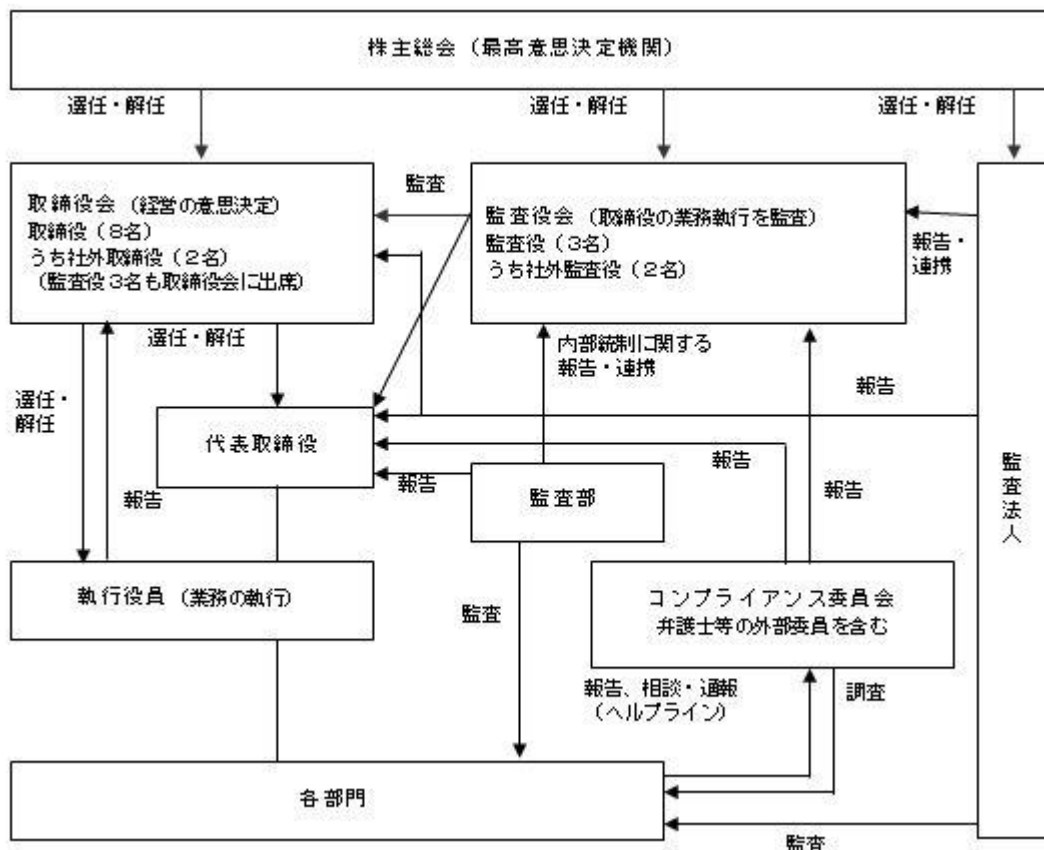 株主総会（最高意思決定機関）
選任・解任
選任・解任
選任・解任
取締役会（経営の意思決定）
取締役（8名）
うち社外取締役（2名）
（監査役３名も取締役会に出席）
監査
監査役会（取締役の業務執行を監査）
監査役（３名）
うち社外監査役（２名）
報告・
連携
選任・解任
内部統制に関する
報告・連携
選任・
解任
報告
代表取締役
報告
報告
監査部
報告
報告
監査法人
執行役員（業務の執行）
監査
コンプライアンス委員会
弁護士等の外部委員を含む
報告、相談・通報
（ヘルプライン）
調査
各部門
監査